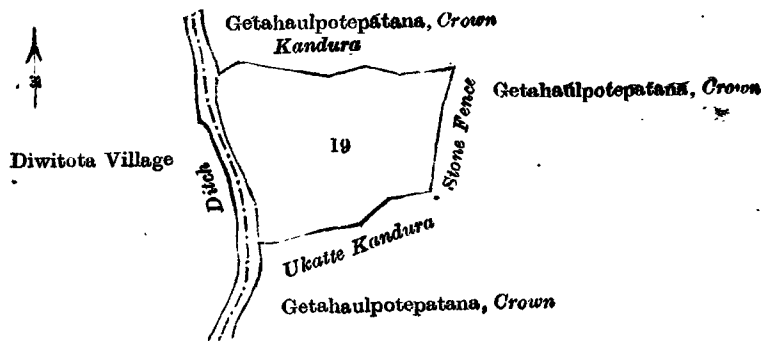 Getahaulpotepatana, Crown
Kandura
Getahaulpotepatana, Crown
Stone Fence
19
Diwitota Village
Ditch
Ukatte Kandura
Getahaulpotepatana, Crown